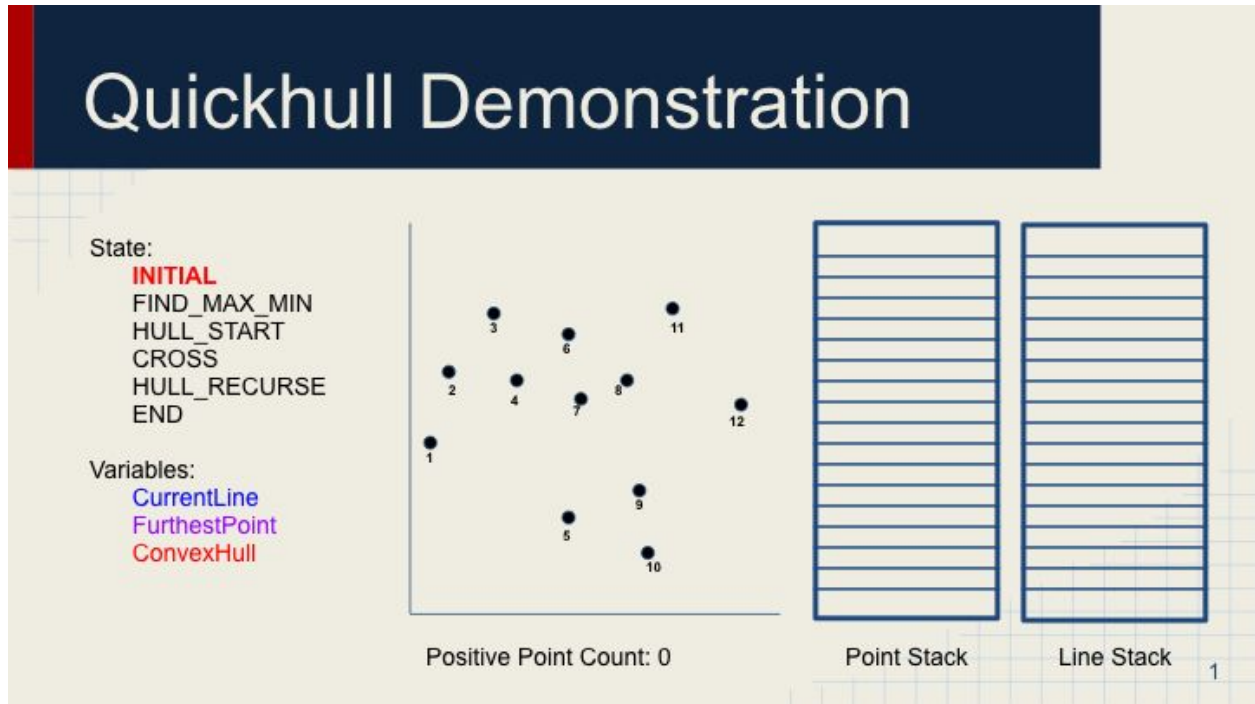 Quickhull Demonstration
State:
INITIAL
FIND_MAX_MIN
HULL_START
CROSS
HULL_RECURSE
END
Variables:
CurrentLine
FurthestPoint
ConvexHull
3
11
6
2
4
8
7
12
1
9
5
10
Positive Point Count: 0
Point Stack
Line Stack
1